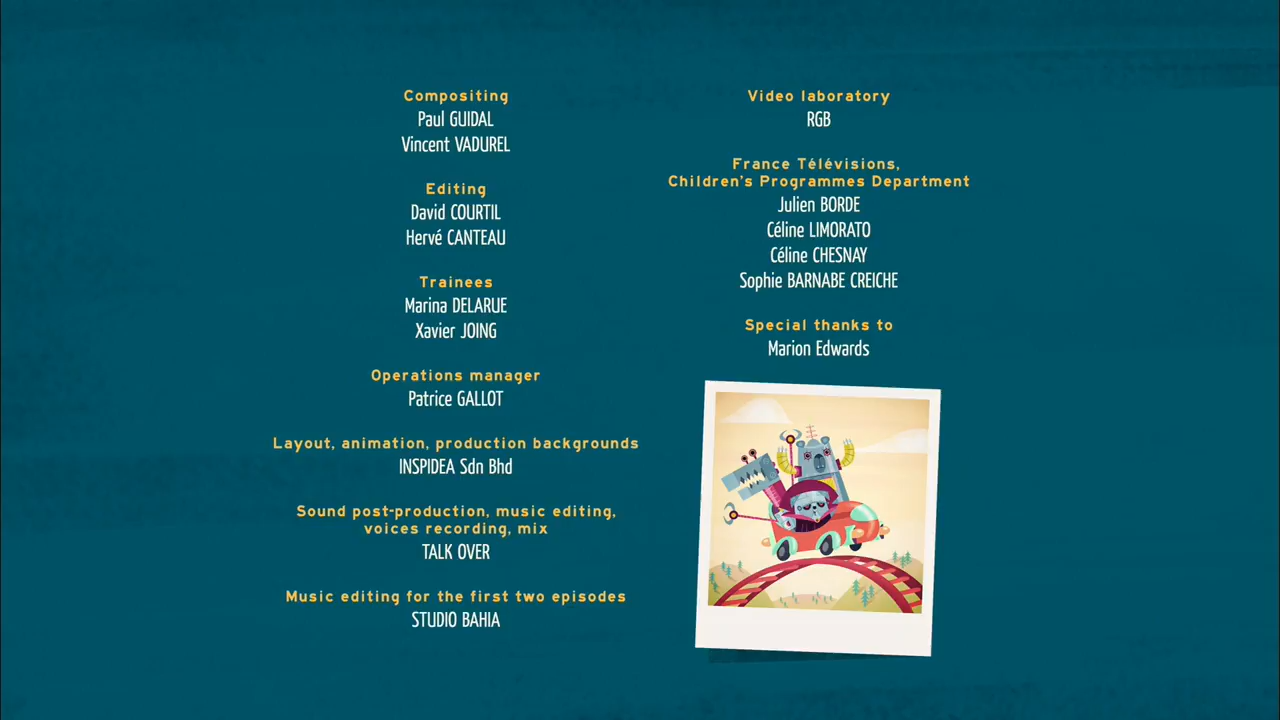 Compositing
Paul GUIDAL
Vincent VADUREL
Editing
David COURTIL
Hervé CANTEAU
Trainees
Marina DELARUE
Xavier JOING
Operations manager
Patrice GALLOT
Layout, animation, production backgrounds
INSPIDEA Sdn Bhd
Sound post-production, music editing,
voices recording, mix
TALK OVER
Music editing for the first two episodes
STUDIO BAHIA
Video laboratory
RGB
France Télévisions,
Children's Programmes Department
Julien BORDE
Céline LIMORATO
Céline CHESNAY
Sophie BARNABE CREICHE
Special thanks to
Marion Edwards